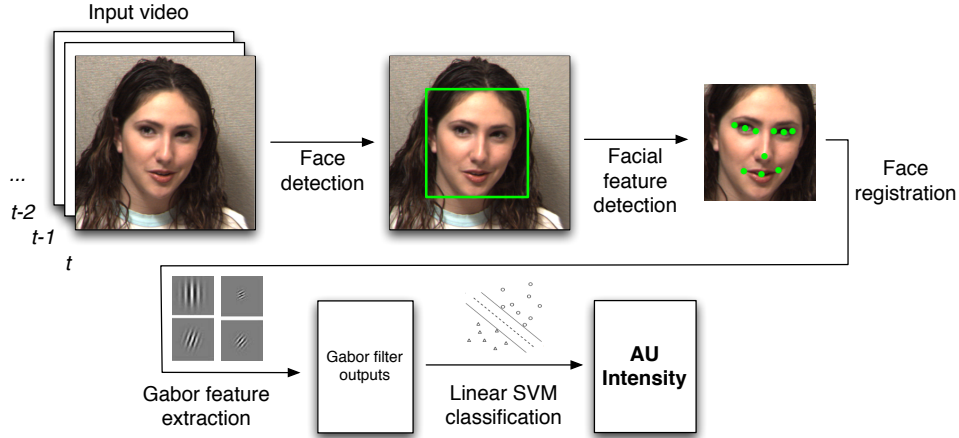 Input video
...
t-2
t-1
t
Face
detection
Facial
feature
detection
Face
registration
Gabor feature
extraction
Gabor filter
outputs
Linear SVM
classification
AU
Intensity